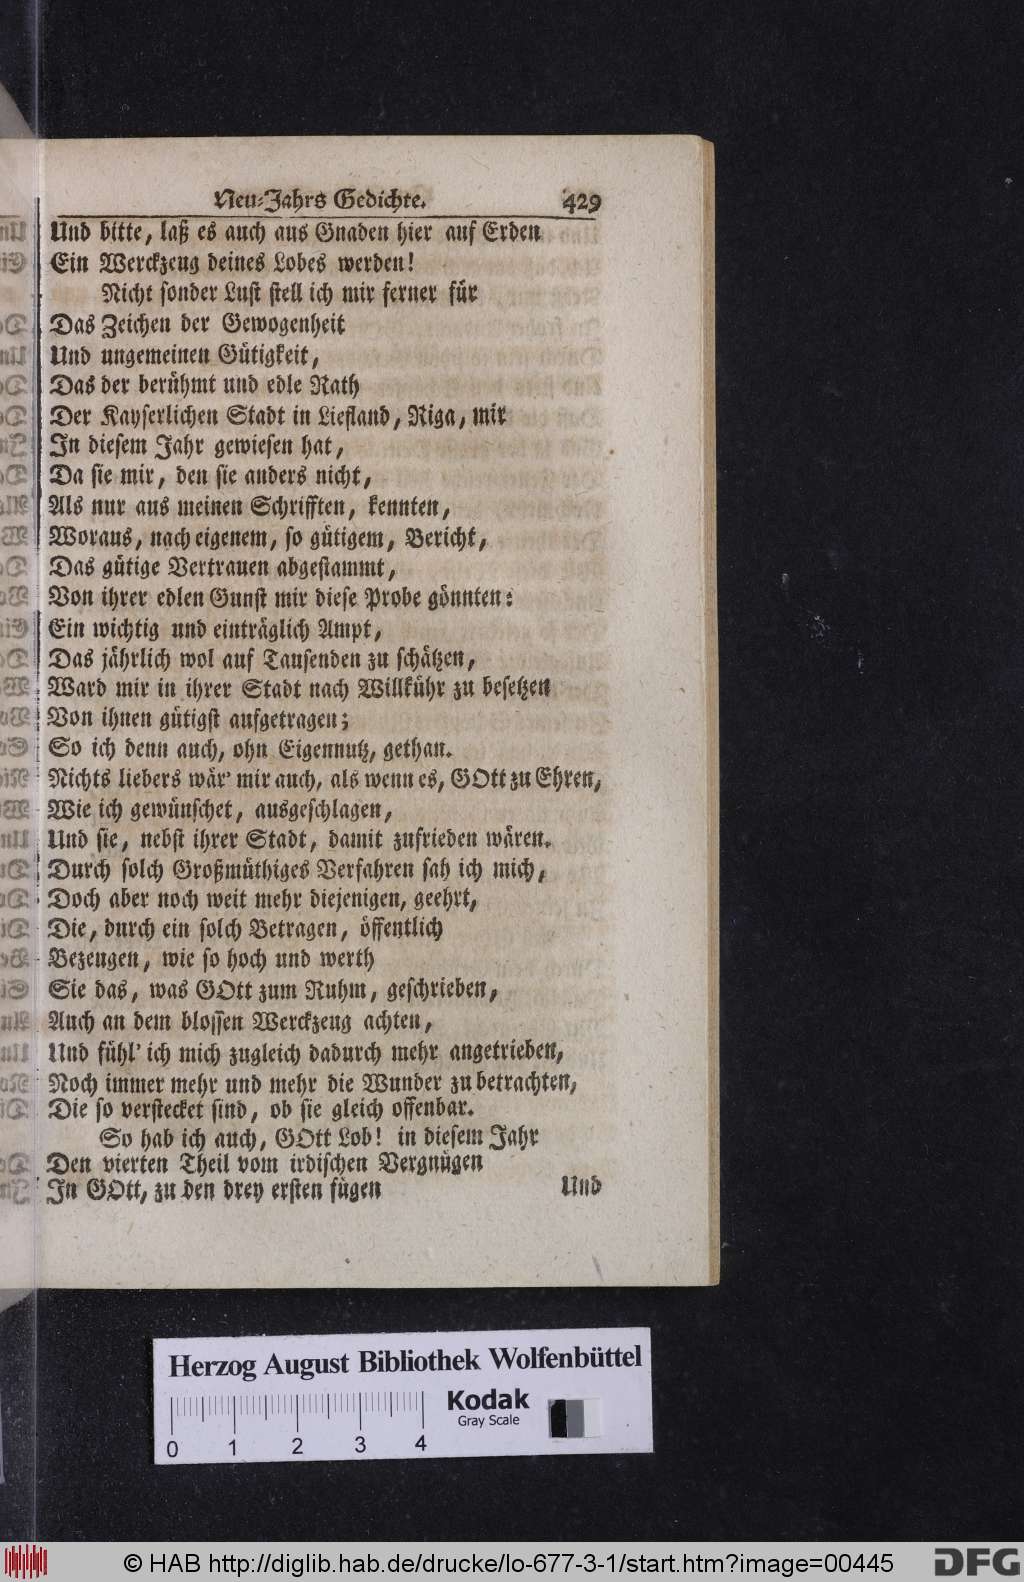 Neu-Jahrs Gedichte. 429
Und bitte, laß es auch aus Gnaden hier auf Erden
Ein Werckzeug deines Lobes werden!
Nicht sonder Lust stell ich mir ferner für
Das Zeichen der Gewogenheit
Und ungemeinen Gütigkeit,
Das der berühmt und edle Rath
Der Kayserlichen Stadt in Liefland, Riga, mir
In diesem Jahr gewiesen hat,
Da sie mir, den sie anders nicht,
Als nur aus meinen Schrifften, kennten,
Woraus, nach eigenem, so gütigem, Bericht,
Das gütige Vertrauen abgestammt,
Von ihrer edlen Gunst mir diese Probe gönnten:
Ein wichtig und einträglich Ampt,
Das jährlich wol auf Tausenden zu schätzen,
Ward mir in ihrer Stadt nach Willkühr zu besetzen
Von ihnen gütigst aufgetragen;
So ich denn auch, ohn Eigennutz, gethan.
Nichts liebers wär' mir auch, als wenn es, GOtt zu Ehren,
Wie ich gewünschet, ausgeschlagen,
Und sie, nebst ihrer Stadt, damit zufrieden wären.
Durch solch Großmüthiges Verfahren sah ich mich,
Doch aber noch weit mehr diejenigen, geehrt,
Die, durch ein solch Betragen, öffentlich
Bezeugen, wie so hoch und werth
Sie das, was GOtt zum Ruhm, geschrieben,
Auch an dem blossen Werckzeug achten,
Und fühl' ich mich zugleich dadurch mehr angetrieben,
Noch immer mehr und mehr die Wunder zu betrachten,
Die so verstecket sind, ob sie gleich offenbar.
So hab ich auch, GOtt Lob! in diesem Jahr
Den vierten Theil vom irdischen Vergnügen
In GOtt, zu den drey ersten fügen
Und
Herzog August Bibliothek Wolfenbüttel
Kodak
Gray Scale
0 1 2 3 4
© HAB http://diglib.hab.de/drucke/lo-677-3-1/start.htm?image=00445
DFG